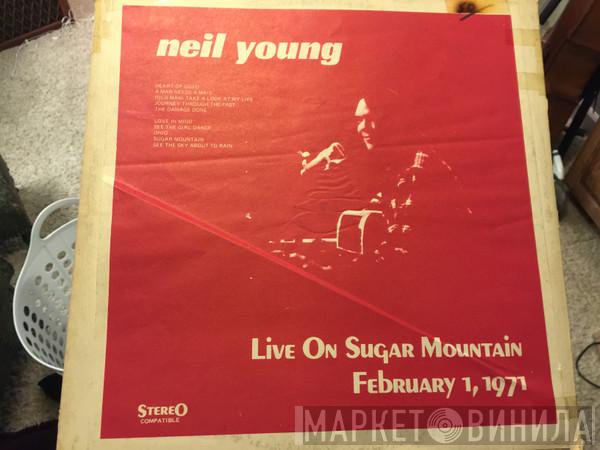 neil young
HEART OF GOLD
A MAN NEEDS A MAID
(OLD MAN) TAKE A LOOK AT MY LIFE
JOURNEY THROUGH THE PAST
THE DAMAGE DONE
LOVE IN MIND
SEE THE GIRL DANCE
OHIO
SUGAR MOUNTAIN
SEE THE SKY ABOUT TO RAIN
LIVE ON SUGAR MOUNTAIN
FEBRUARY 1, 1971
STEREO
COMPATIBLE
МАРКЕТ ВИНИЛА